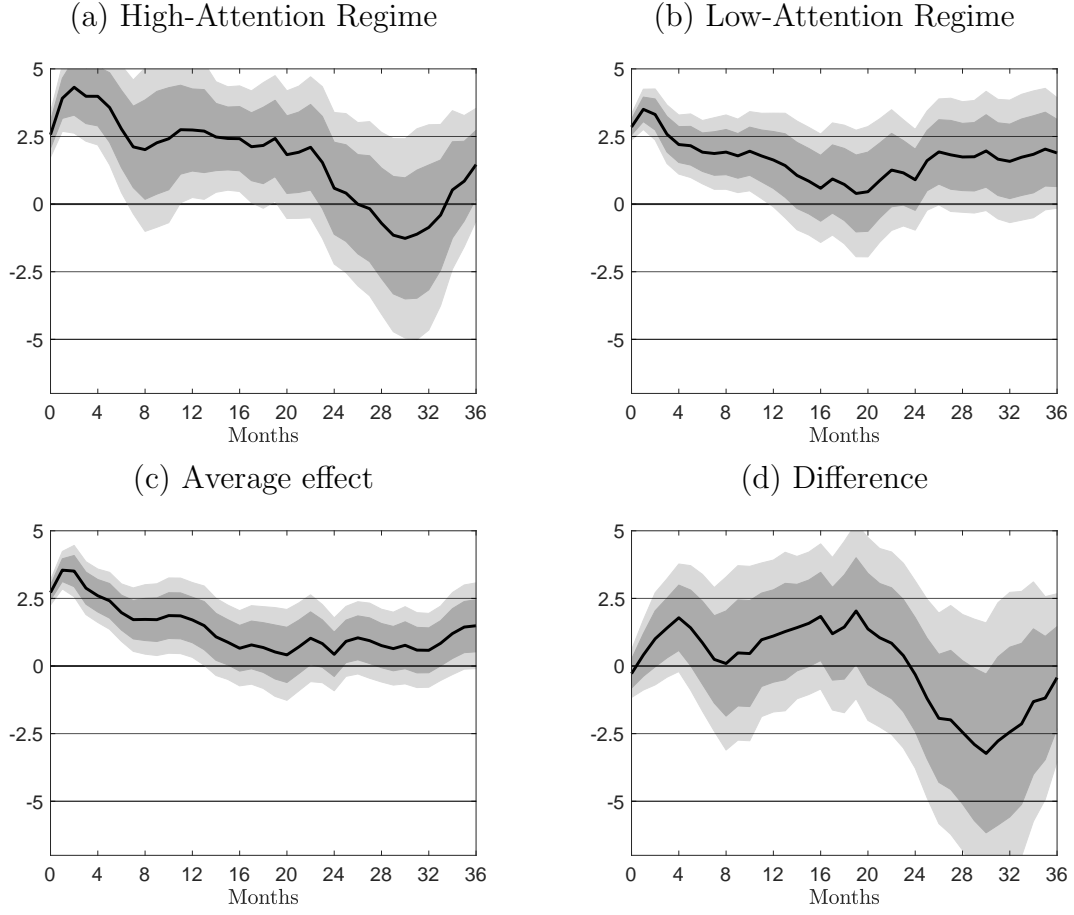 (a) High-Attention Regime
5
2.5
0
-2.5
-5
0 4 8 12 16 20 24 28 32 36
Months
(b) Low-Attention Regime
5
2.5
0
-2.5
-5
0 4 8 12 16 20 24 28 32 36
Months
(c) Average effect
5
2.5
0
-2.5
-5
0 4 8 12 16 20 24 28 32 36
Months
(d) Difference
5
2.5
0
-2.5
-5
0 4 8 12 16 20 24 28 32 36
Months